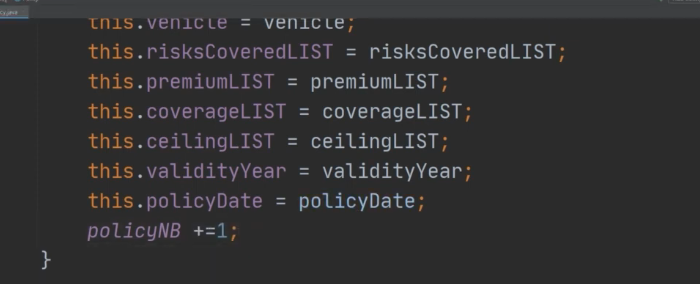 this.vehicle = vehicle;
this.risksCoveredLIST = risksCoveredLIST;
this.premiumLIST = premiumLIST;
this.coverageLIST = coverageLIST;
this.ceilingLIST = ceilingLIST;
this.validityYear = validityYear;
this.policyDate = policyDate;
policyNB +=1;
}